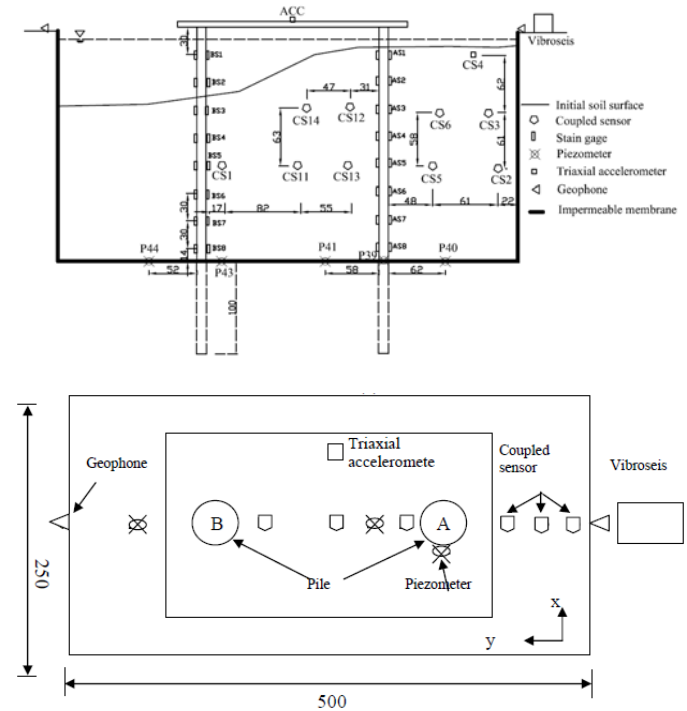 ACC
Vibroseis
30
BS1
AS1
CS4
BS2
AS2
47
31
62
BS3
CS14
CS12
AS3
CS6
CS3
Initial soil surface
Coupled sensor
Stain gage
Piezometer
Triaxial accelerometer
Geophone
Impermeable membrane
BS4
63
AS4
58
61
BS5
CS1
CS11
CS13
AS5
CS5
CS2
BS6
AS6
30
17
82
55
48
61
22
BS7
AS7
30
BS8
AS8
14
P44
P43
P41
P39
P40
52
58
62
100
Triaxial
acceleromete
Geophone
Coupled
sensor
Vibroseis
B
A
Pile
Piezometer
x
y
250
500